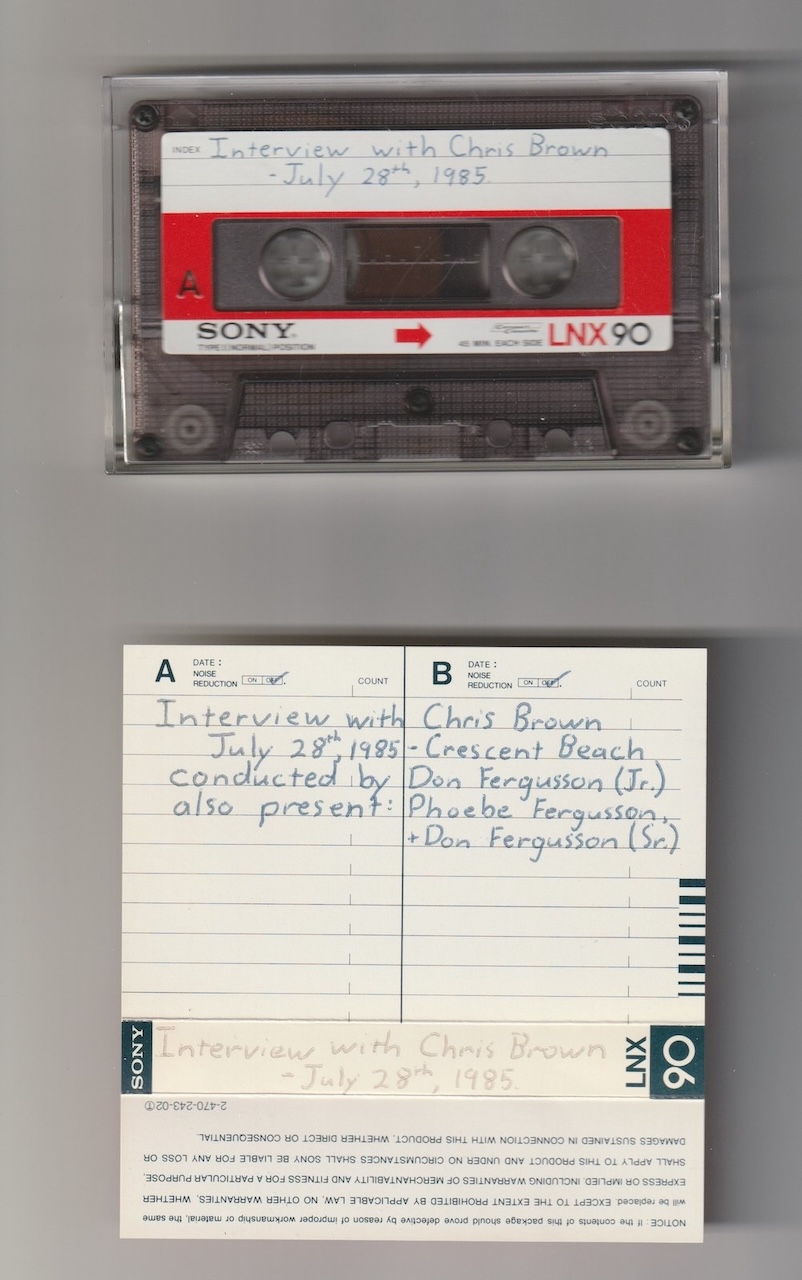 INDEX Interview with Chris Brown
- July 28th, 1985.
A
SONY.
TYPE I (NORMAL) POSITION
45 MIN. EACH SIDE LNX 90
A DATE :
NOISE
REDUCTION ON OFF
COUNT
B DATE :
NOISE
REDUCTION ON OFF
COUNT
Interview with Chris Brown
July 28th, 1985 - Crescent Beach
conducted by Don Fergusson (Jr.)
also present: Phoebe Fergusson,
+ Don Fergusson (Sr.)
SONY
Interview with Chris Brown
- July 28th, 1985.
LNX 90
NOTICE: If the contents of this package should prove defective by reason of improper workmanship or material, the same
will be replaced. EXCEPT TO THE EXTENT PROHIBITED BY APPLICABLE LAW, NO OTHER WARRANTIES, WHETHER
EXPRESS OR IMPLIED, INCLUDING WARRANTIES OF MERCHANTABILITY AND FITNESS FOR A PARTICULAR PURPOSE,
SHALL APPLY TO THIS PRODUCT AND UNDER NO CIRCUMSTANCES SHALL SONY BE LIABLE FOR ANY LOSS OR
DAMAGES SUSTAINED IN CONNECTION WITH THIS PRODUCT, WHETHER DIRECT OR CONSEQUENTIAL.
2-470-243-02①